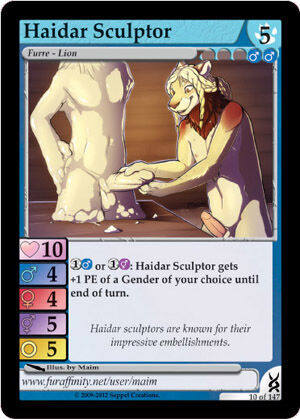 Haidar Sculptor
5
Furre - Lion
10
4
4
5
5
①♂ or ①⚥: Haidar Sculptor gets
+1 PE of a Gender of your choice until
end of turn.
Haidar sculptors are known for their
impressive embellishments.
Illus. by Maim
www.furaffinity.net/user/maim
© 2009-2012 Seppel Creations.
10 of 147